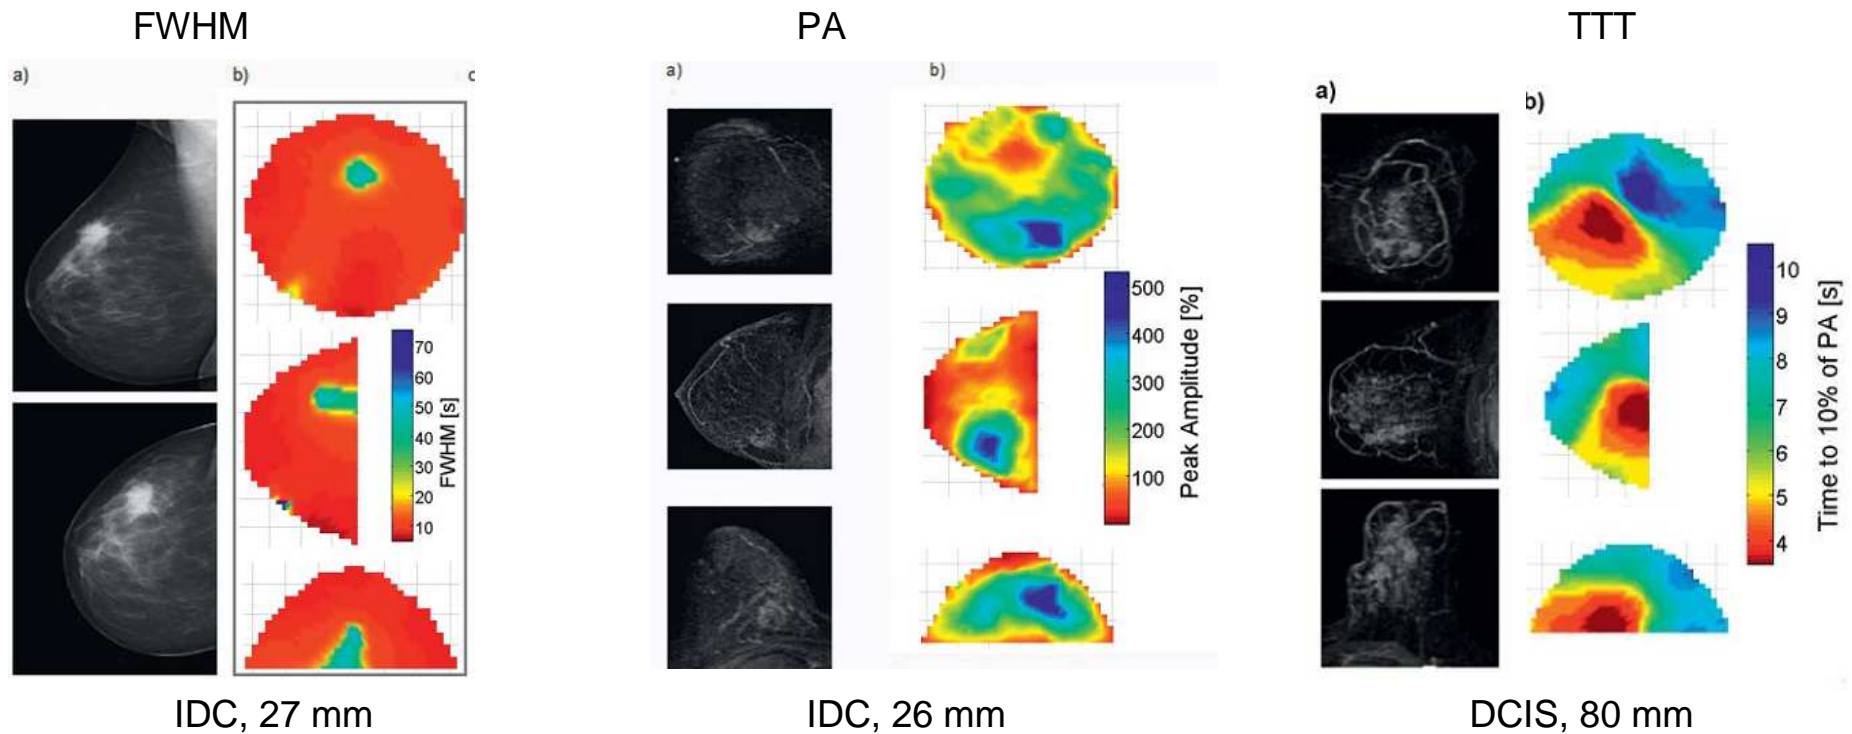 FWHM
PA
TTT
a)
b)
c
a)
b)
a)
b)
70
60
50
40
30
20
10
FWHM [s]
500
400
300
200
100
Peak Amplitude [%]
10
9
8
7
6
5
4
Time to 10% of PA [s]
IDC, 27 mm
IDC, 26 mm
DCIS, 80 mm